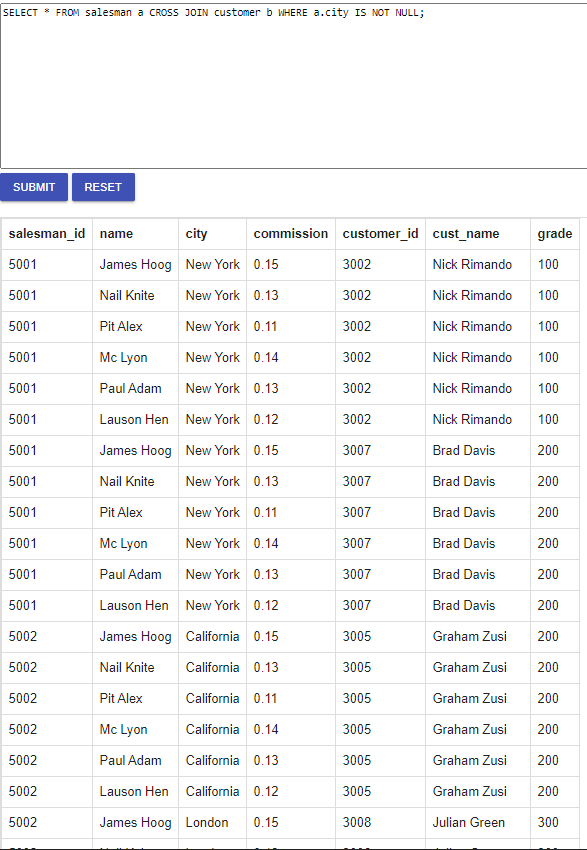 SELECT * FROM salesman a CROSS JOIN customer b WHERE a.city IS NOT NULL;
SUBMIT RESET
salesman_id name city commission customer_id cust_name grade
5001 James Hoog New York 0.15 3002 Nick Rimando 100
5001 Nail Knite New York 0.13 3002 Nick Rimando 100
5001 Pit Alex New York 0.11 3002 Nick Rimando 100
5001 Mc Lyon New York 0.14 3002 Nick Rimando 100
5001 Paul Adam New York 0.13 3002 Nick Rimando 100
5001 Lauson Hen New York 0.12 3002 Nick Rimando 100
5001 James Hoog New York 0.15 3007 Brad Davis 200
5001 Nail Knite New York 0.13 3007 Brad Davis 200
5001 Pit Alex New York 0.11 3007 Brad Davis 200
5001 Mc Lyon New York 0.14 3007 Brad Davis 200
5001 Paul Adam New York 0.13 3007 Brad Davis 200
5001 Lauson Hen New York 0.12 3007 Brad Davis 200
5002 James Hoog California 0.15 3005 Graham Zusi 200
5002 Nail Knite California 0.13 3005 Graham Zusi 200
5002 Pit Alex California 0.11 3005 Graham Zusi 200
5002 Mc Lyon California 0.14 3005 Graham Zusi 200
5002 Paul Adam California 0.13 3005 Graham Zusi 200
5002 Lauson Hen California 0.12 3005 Graham Zusi 200
5002 James Hoog London 0.15 3008 Julian Green 300